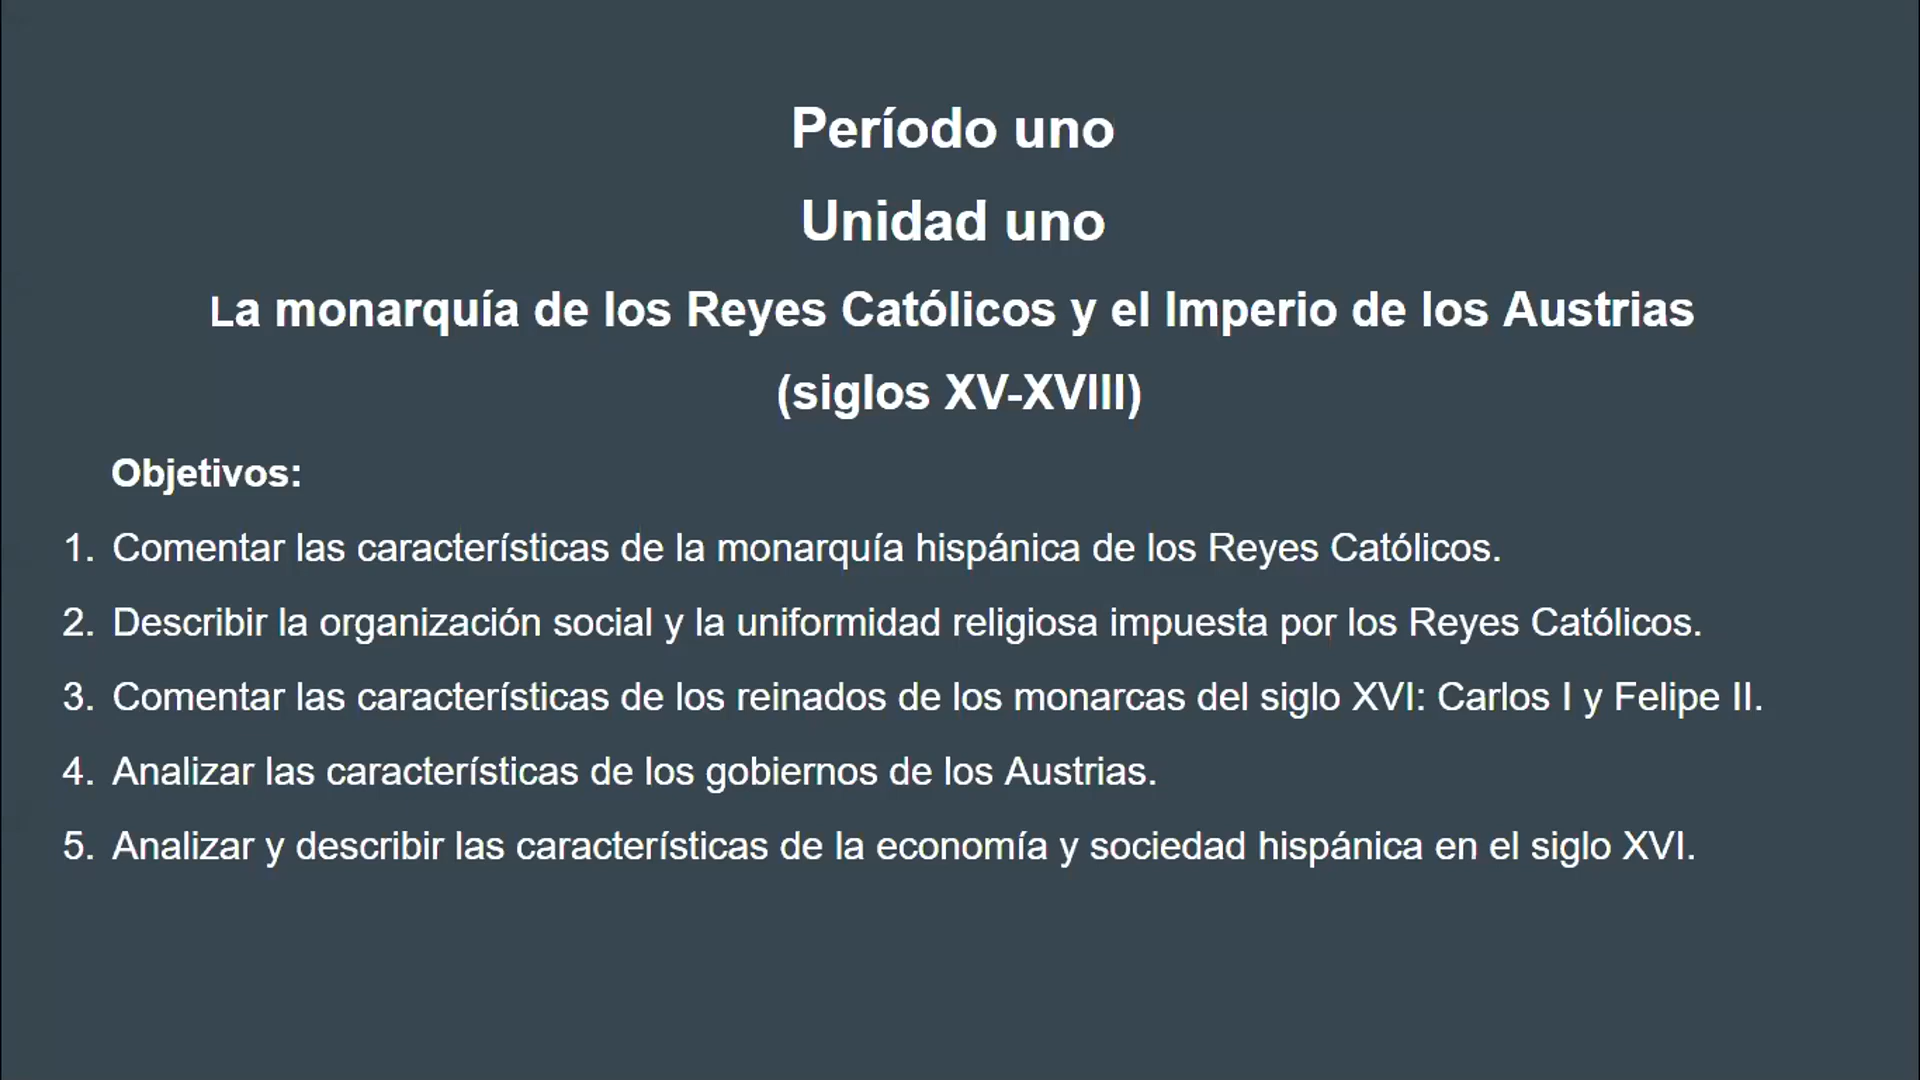 Período uno
Unidad uno
La monarquía de los Reyes Católicos y el Imperio de los Austrias
(siglos XV-XVIII)
Objetivos:
1. Comentar las características de la monarquía hispánica de los Reyes Católicos.
2. Describir la organización social y la uniformidad religiosa impuesta por los Reyes Católicos.
3. Comentar las características de los reinados de los monarcas del siglo XVI: Carlos I y Felipe II.
4. Analizar las características de los gobiernos de los Austrias.
5. Analizar y describir las características de la economía y sociedad hispánica en el siglo XVI.